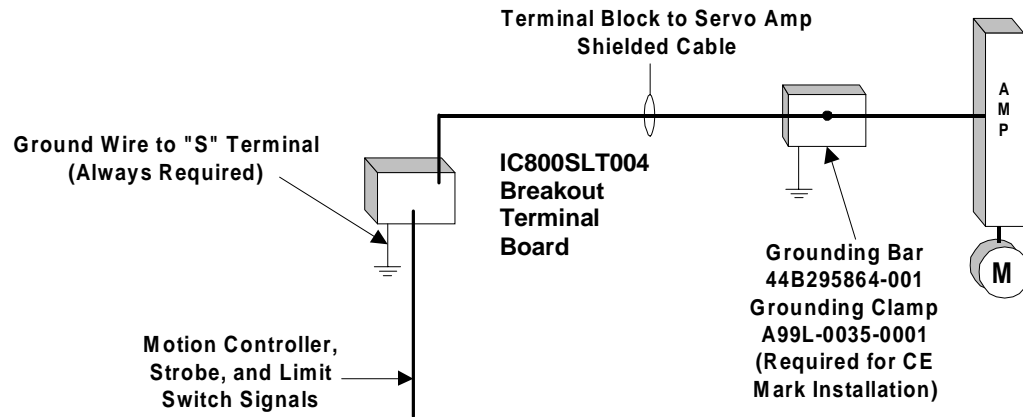 Terminal Block to Servo Amp
Shielded Cable
A
M
P
Ground Wire to "S" Terminal
(Always Required)
IC800SLT004
Breakout
Terminal
Board
Grounding Bar
44B295864-001
Grounding Clamp
A99L-0035-0001
(Required for CE
Mark Installation)
M
Motion Controller,
Strobe, and Limit
Switch Signals